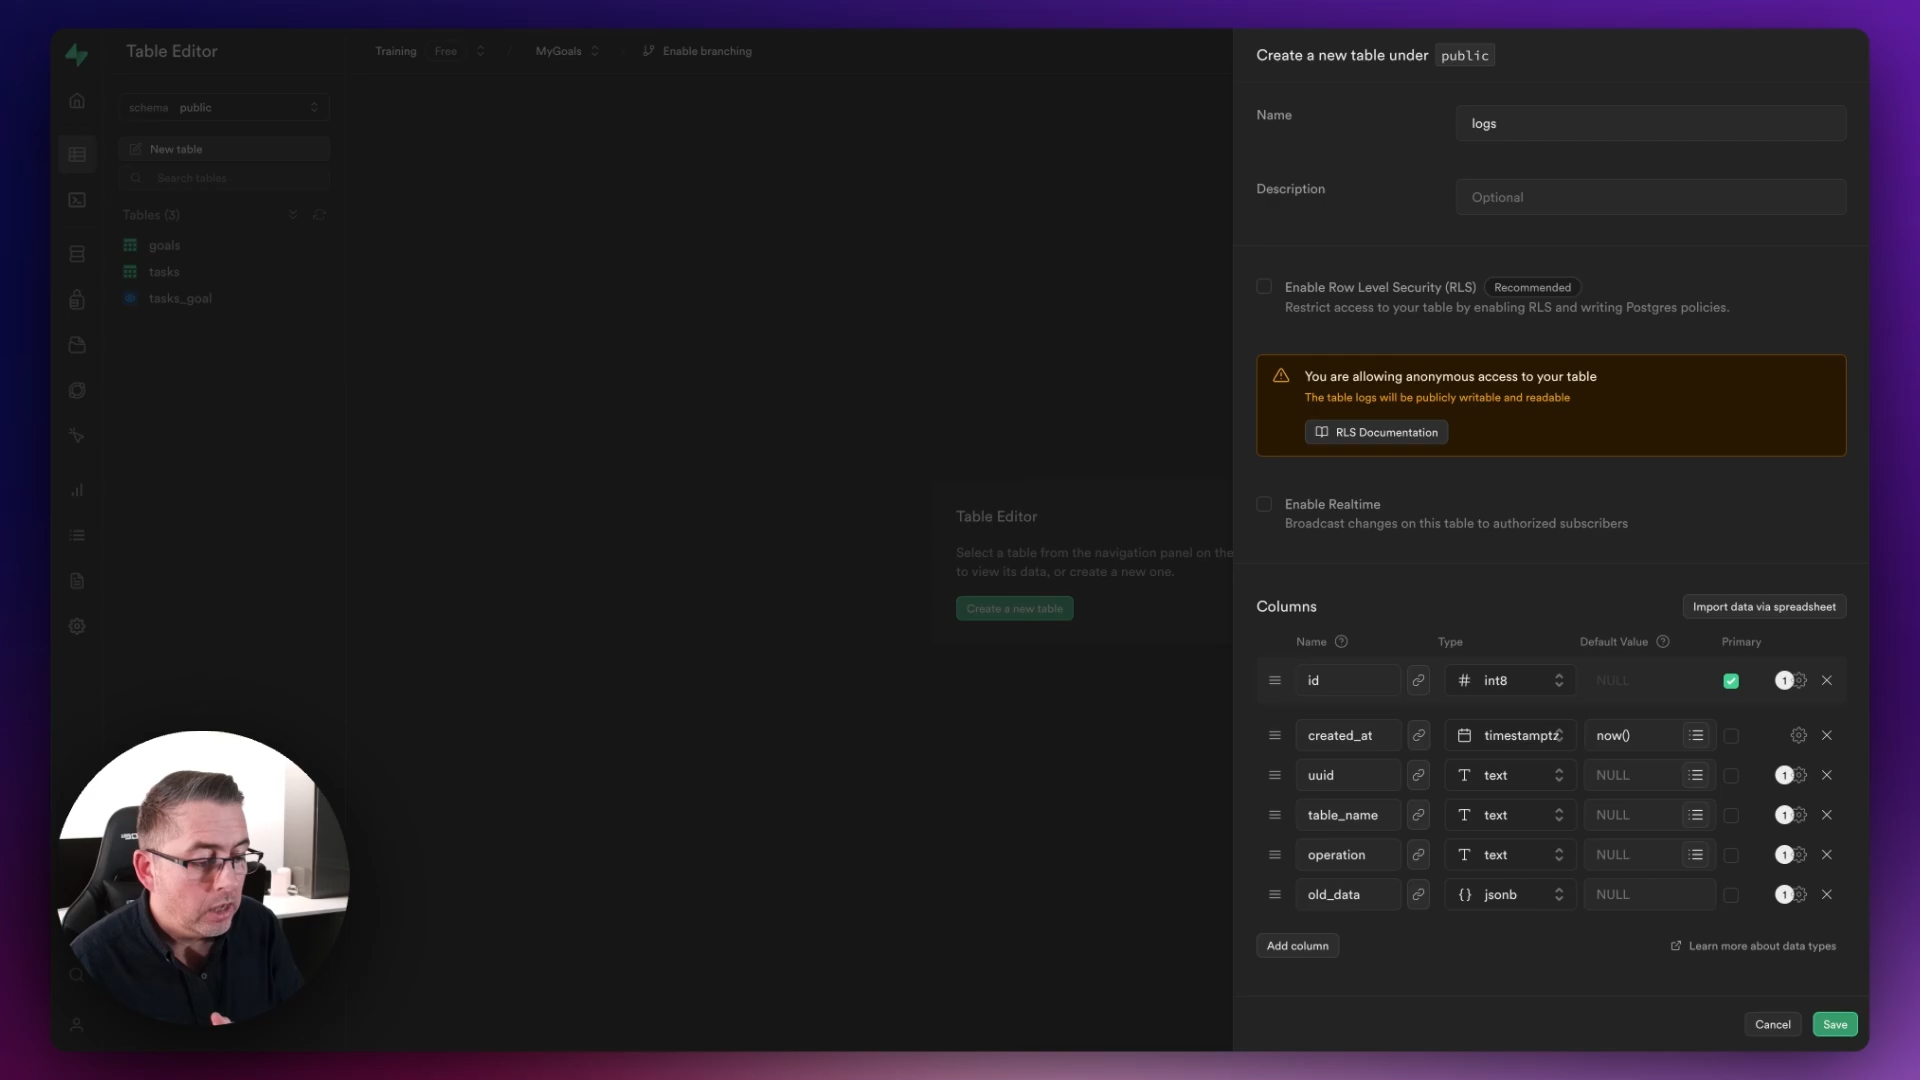 Table Editor
Training Free MyGoals Enable branching
schema public
New table
Search tables
Tables (3)
goals
tasks
tasks_goal
Table Editor
Select a table from the navigation panel on the
to view its data, or create a new one.
Create a new table
Create a new table under public
Name
logs
Description
Optional
Enable Row Level Security (RLS) Recommended
Restrict access to your table by enabling RLS and writing Postgres policies.
You are allowing anonymous access to your table
The table logs will be publicly writable and readable
RLS Documentation
Enable Realtime
Broadcast changes on this table to authorized subscribers
Columns Import data via spreadsheet
Name Type Default Value Primary
id int8 NULL 1
created_at timestamptz now()
uuid text NULL 1
table_name text NULL 1
operation text NULL 1
old_data jsonb NULL 1
Add column Learn more about data types
Cancel Save